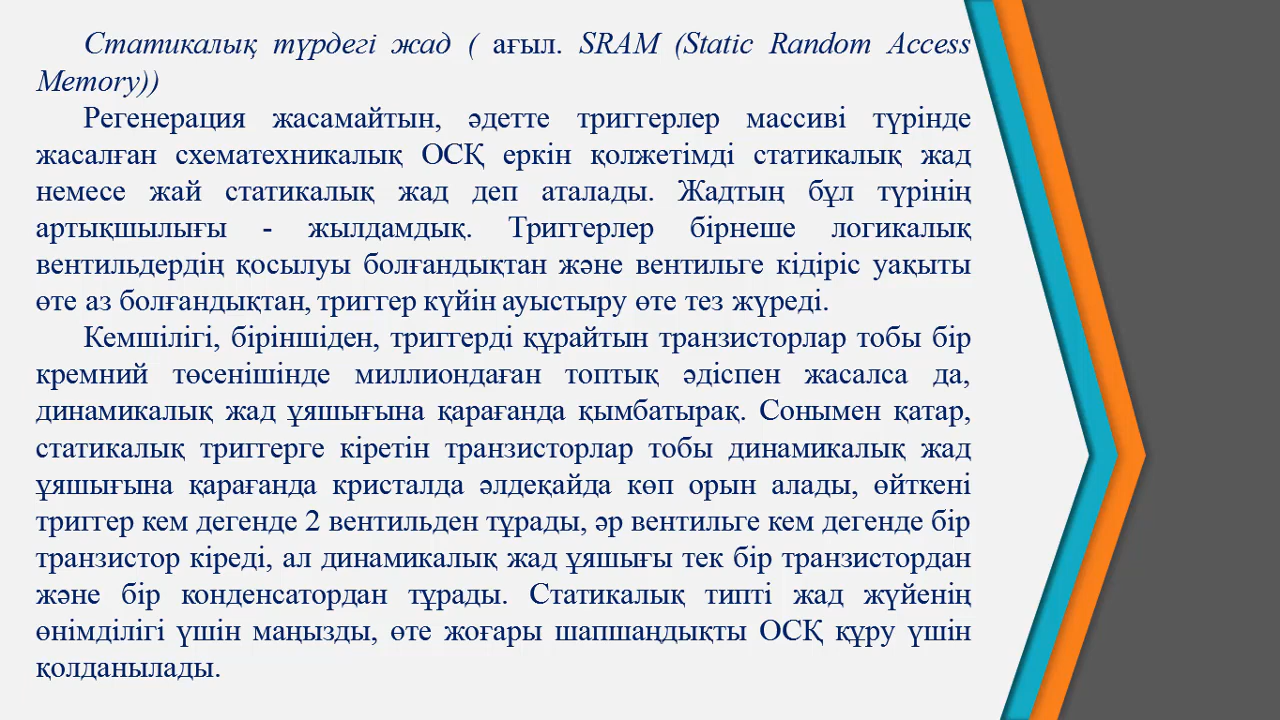 Статикалық түрдегі жад ( ағыл. SRAM (Static Random Access
Memory))
Регенерация жасамайтын, әдетте триггерлер массиві түрінде
жасалған схематехникалық ОСҚ еркін қолжетімді статикалық жад
немесе жай статикалық жад деп аталады. Жадтың бұл түрінің
артықшылығы - жылдамдық. Триггерлер бірнеше логикалық
вентильдердің қосылуы болғандықтан және вентильге кідіріс уақыты
өте аз болғандықтан, триггер күйін ауыстыру өте тез жүреді.
Кемшілігі, біріншіден, триггерді құрайтын транзисторлар тобы бір
кремний төсенішінде миллиондаған топтық әдіспен жасалса да,
динамикалық жад ұяшығына қарағанда қымбатырақ. Сонымен қатар,
статикалық триггерге кіретін транзисторлар тобы динамикалық жад
ұяшығына қарағанда кристалда әлдеқайда көп орын алады, өйткені
триггер кем дегенде 2 вентильден тұрады, әр вентильге кем дегенде бір
транзистор кіреді, ал динамикалық жад ұяшығы тек бір транзистордан
және бір конденсатордан тұрады. Статикалық типті жад жүйенің
өнімділігі үшін маңызды, өте жоғары шапшаңдықты ОСҚ құру үшін
қолданылады.